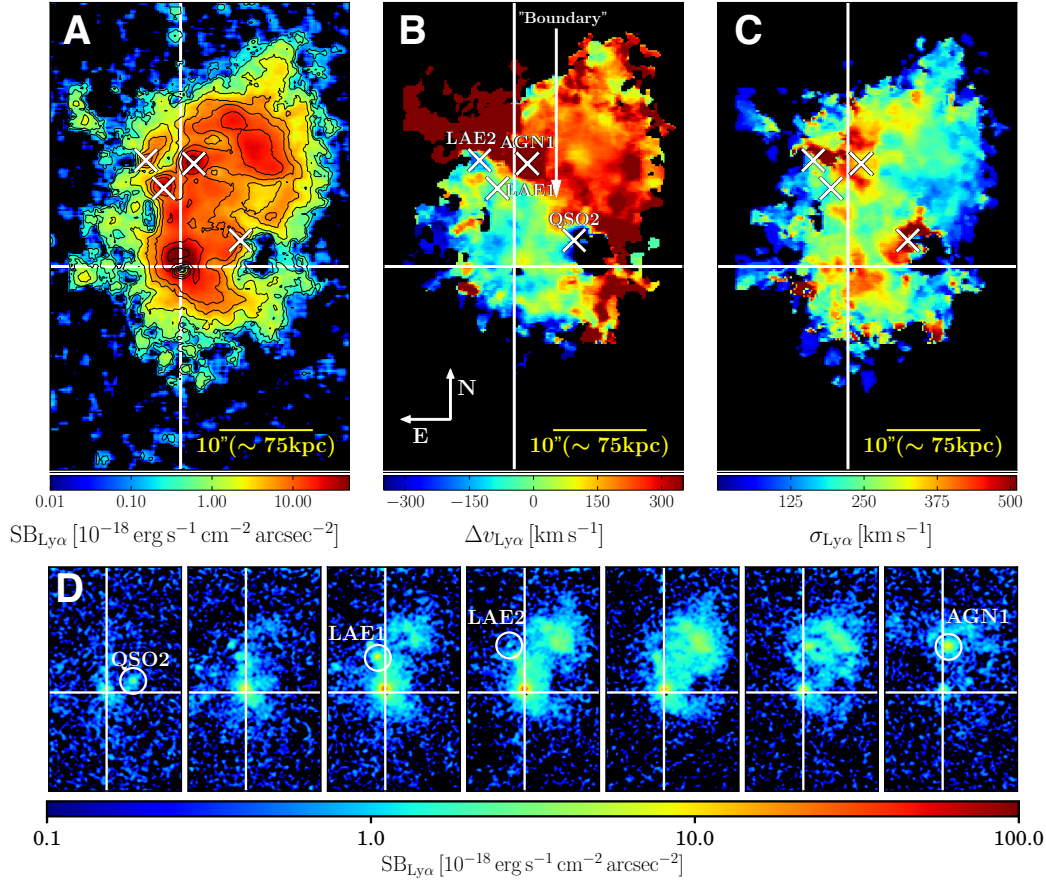 A
B
"Boundary"
C
LAE2
AGN1
LAE1
QSO2
N
E
10"(∼ 75kpc)
10"(∼ 75kpc)
10"(∼ 75kpc)
0.01 0.10 1.00 10.00
−300 −150 0 150 300
125 250 375 510
SB_Lyα [10^−18 erg s^−1 cm^−2 arcsec^−2]
Δv_Lyα [km s^−1]
σ_Lyα [km s^−1]
D
QSO2
LAE1
LAE2
AGN1
0.1 1.0 10.0 100.0
SB_Lyα [10^−18 erg s^−1 cm^−2 arcsec^−2]